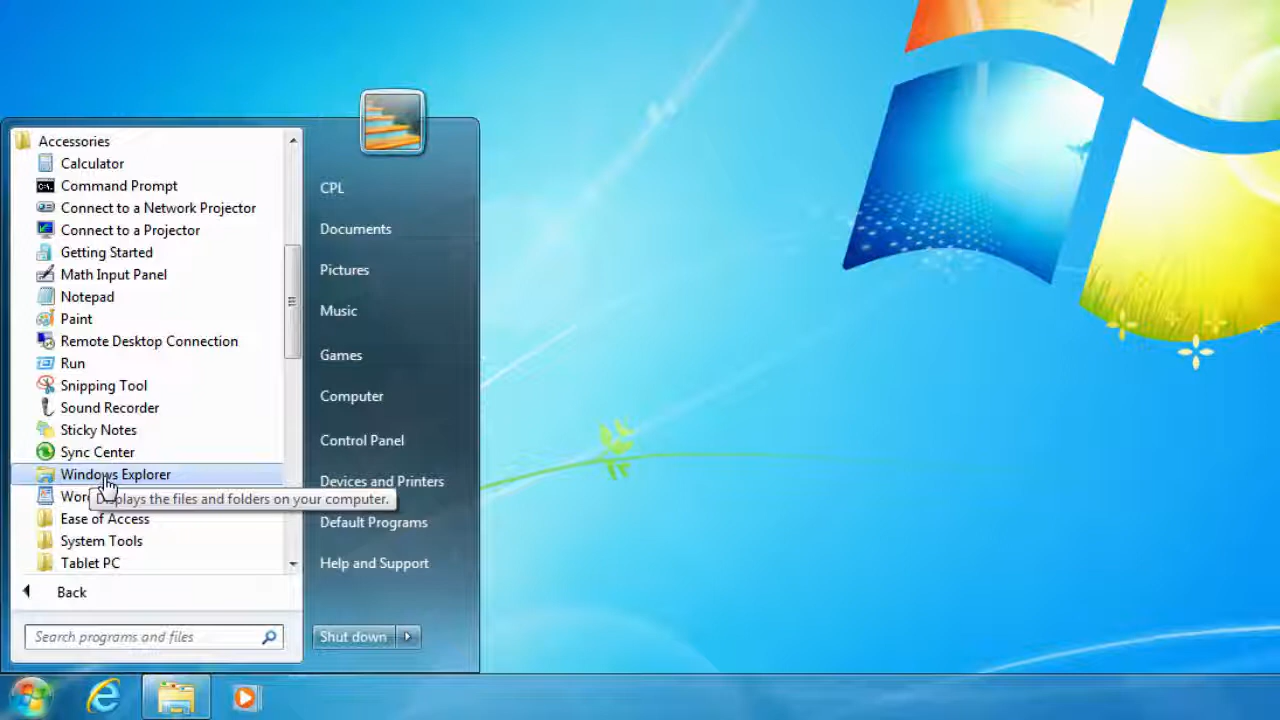 Accessories
Calculator
Command Prompt
Connect to a Network Projector
Connect to a Projector
Getting Started
Math Input Panel
Notepad
Paint
Remote Desktop Connection
Run
Snipping Tool
Sound Recorder
Sticky Notes
Sync Center
Windows Explorer
Displays the files and folders on your computer.
Ease of Access
System Tools
Tablet PC
Back
Search programs and files
CPL
Documents
Pictures
Music
Games
Computer
Control Panel
Devices and Printers
Default Programs
Help and Support
Shut down